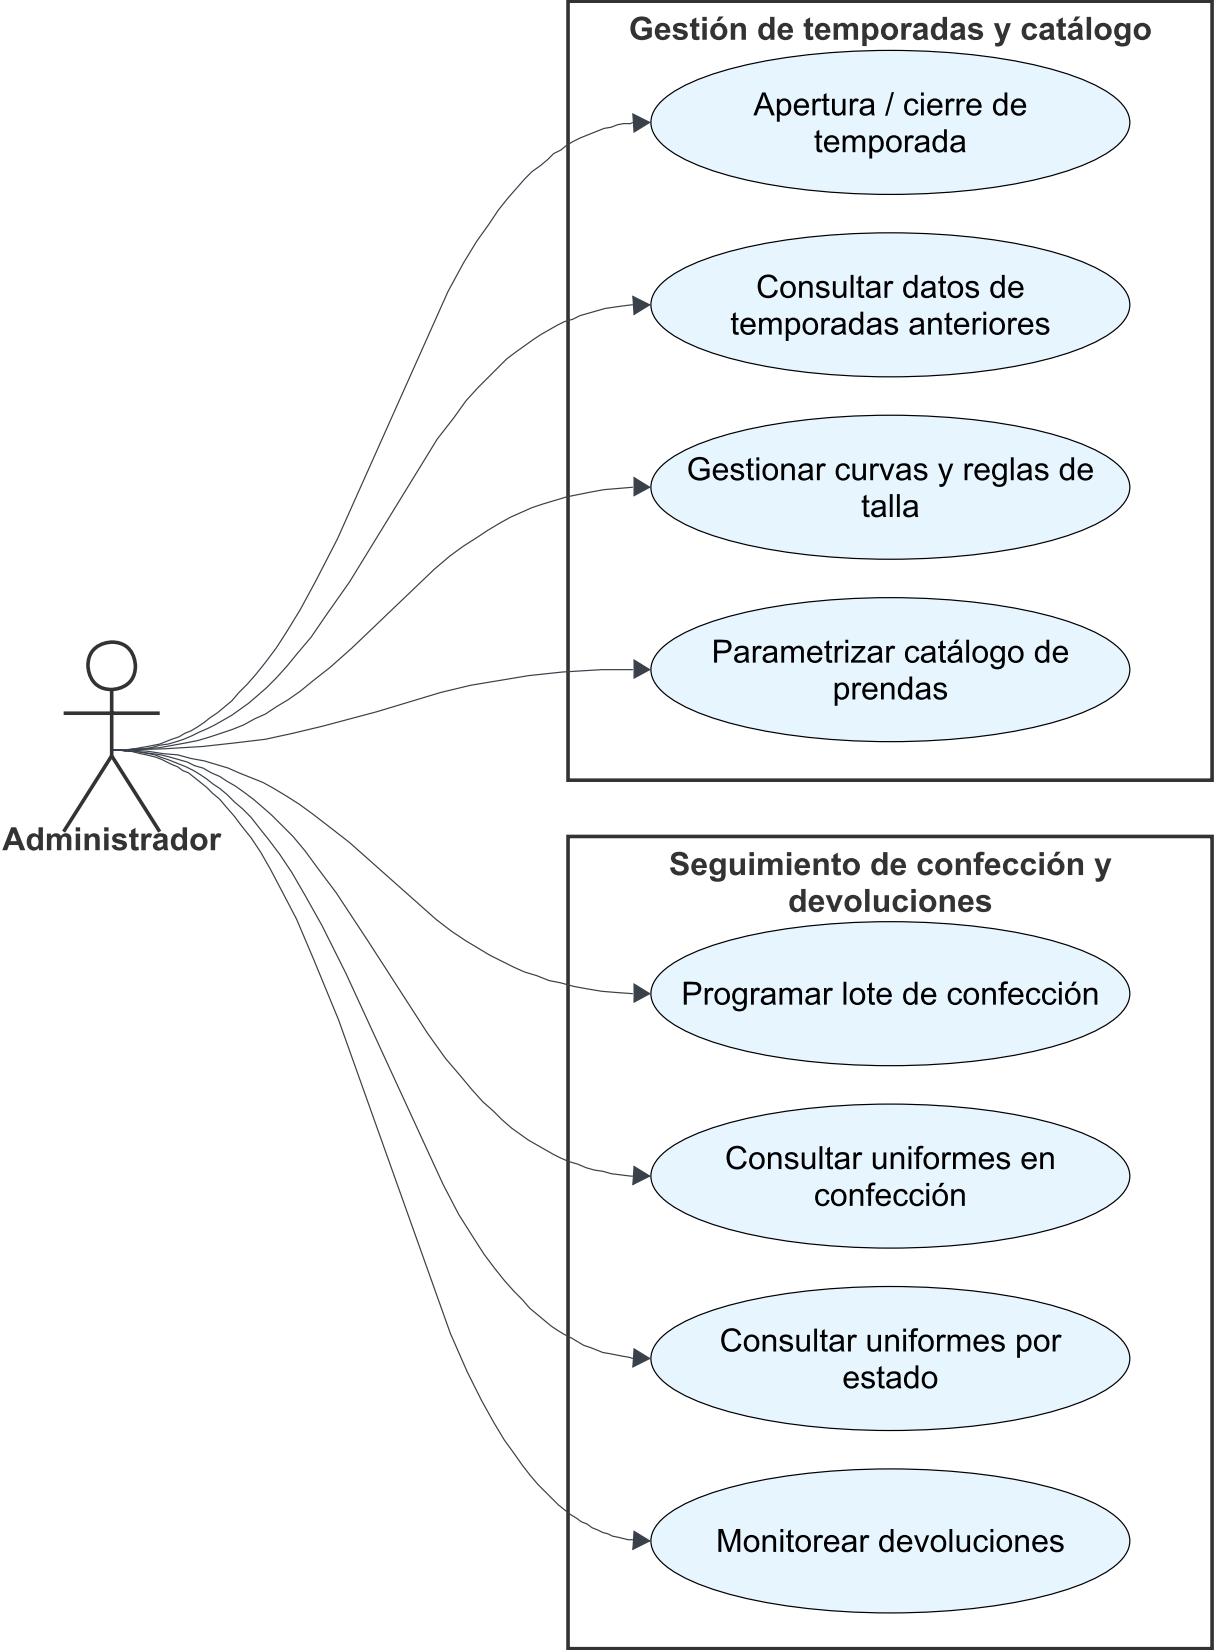 Gestión de temporadas y catálogo
Apertura / cierre de
temporada
Consultar datos de
temporadas anteriores
Gestionar curvas y reglas de
talla
Parametrizar catálogo de
prendas
Administrador
Seguimiento de confección y
devoluciones
Programar lote de confección
Consultar uniformes en
confección
Consultar uniformes por
estado
Monitorear devoluciones